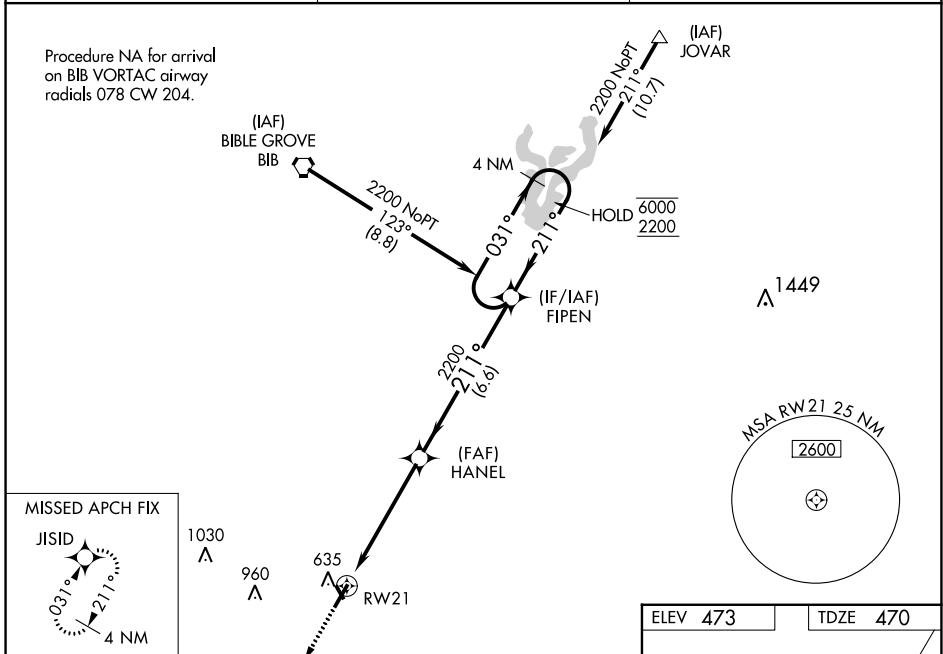 Procedure NA for arrival
on BIB VORTAC airway
radials 078 CW 204.
(IAF)
JOVAR
2200 NoPT
211°
(10.7)
(IAF)
BIBLE GROVE
BIB
4 NM
2200 NoPT
123°
(8.8)
HOLD 6000
2200
031°
211°
(IF/IAF)
FIPEN
1449
2200
211°
(6.6)
MSA RW21 25 NM
2600
(FAF)
HANEL
MISSED APCH FIX
JISID
031°
211°
4 NM
1030
960
635
RW21
ELEV 473
TDZE 470